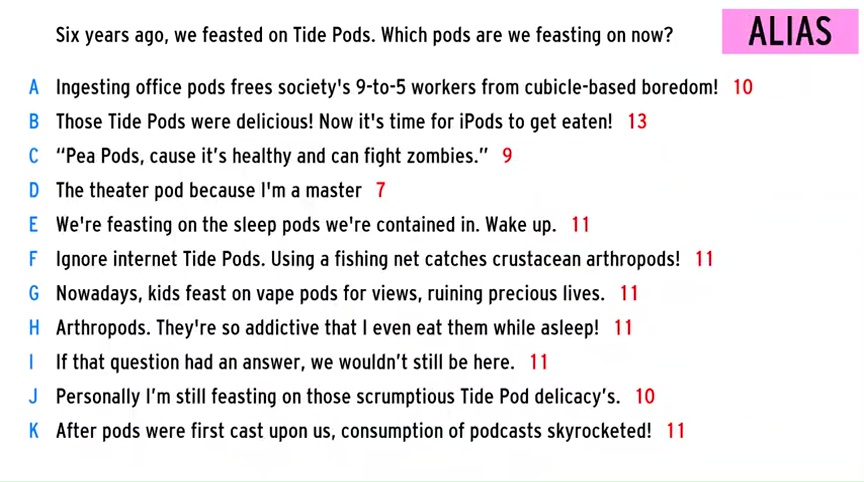 Six years ago, we feasted on Tide Pods. Which pods are we feasting on now?
ALIAS
A Ingesting office pods frees society's 9-to-5 workers from cubicle-based boredom! 10
B Those Tide Pods were delicious! Now it's time for iPods to get eaten! 13
C “Pea Pods, cause it’s healthy and can fight zombies.” 9
D The theater pod because I'm a master 7
E We're feasting on the sleep pods we're contained in. Wake up. 11
F Ignore internet Tide Pods. Using a fishing net catches crustacean arthropods! 11
G Nowadays, kids feast on vape pods for views, ruining precious lives. 11
H Arthropods. They're so addictive that I even eat them while asleep! 11
I If that question had an answer, we wouldn’t still be here. 11
J Personally I’m still feasting on those scrumptious Tide Pod delicacy’s. 10
K After pods were first cast upon us, consumption of podcasts skyrocketed! 11